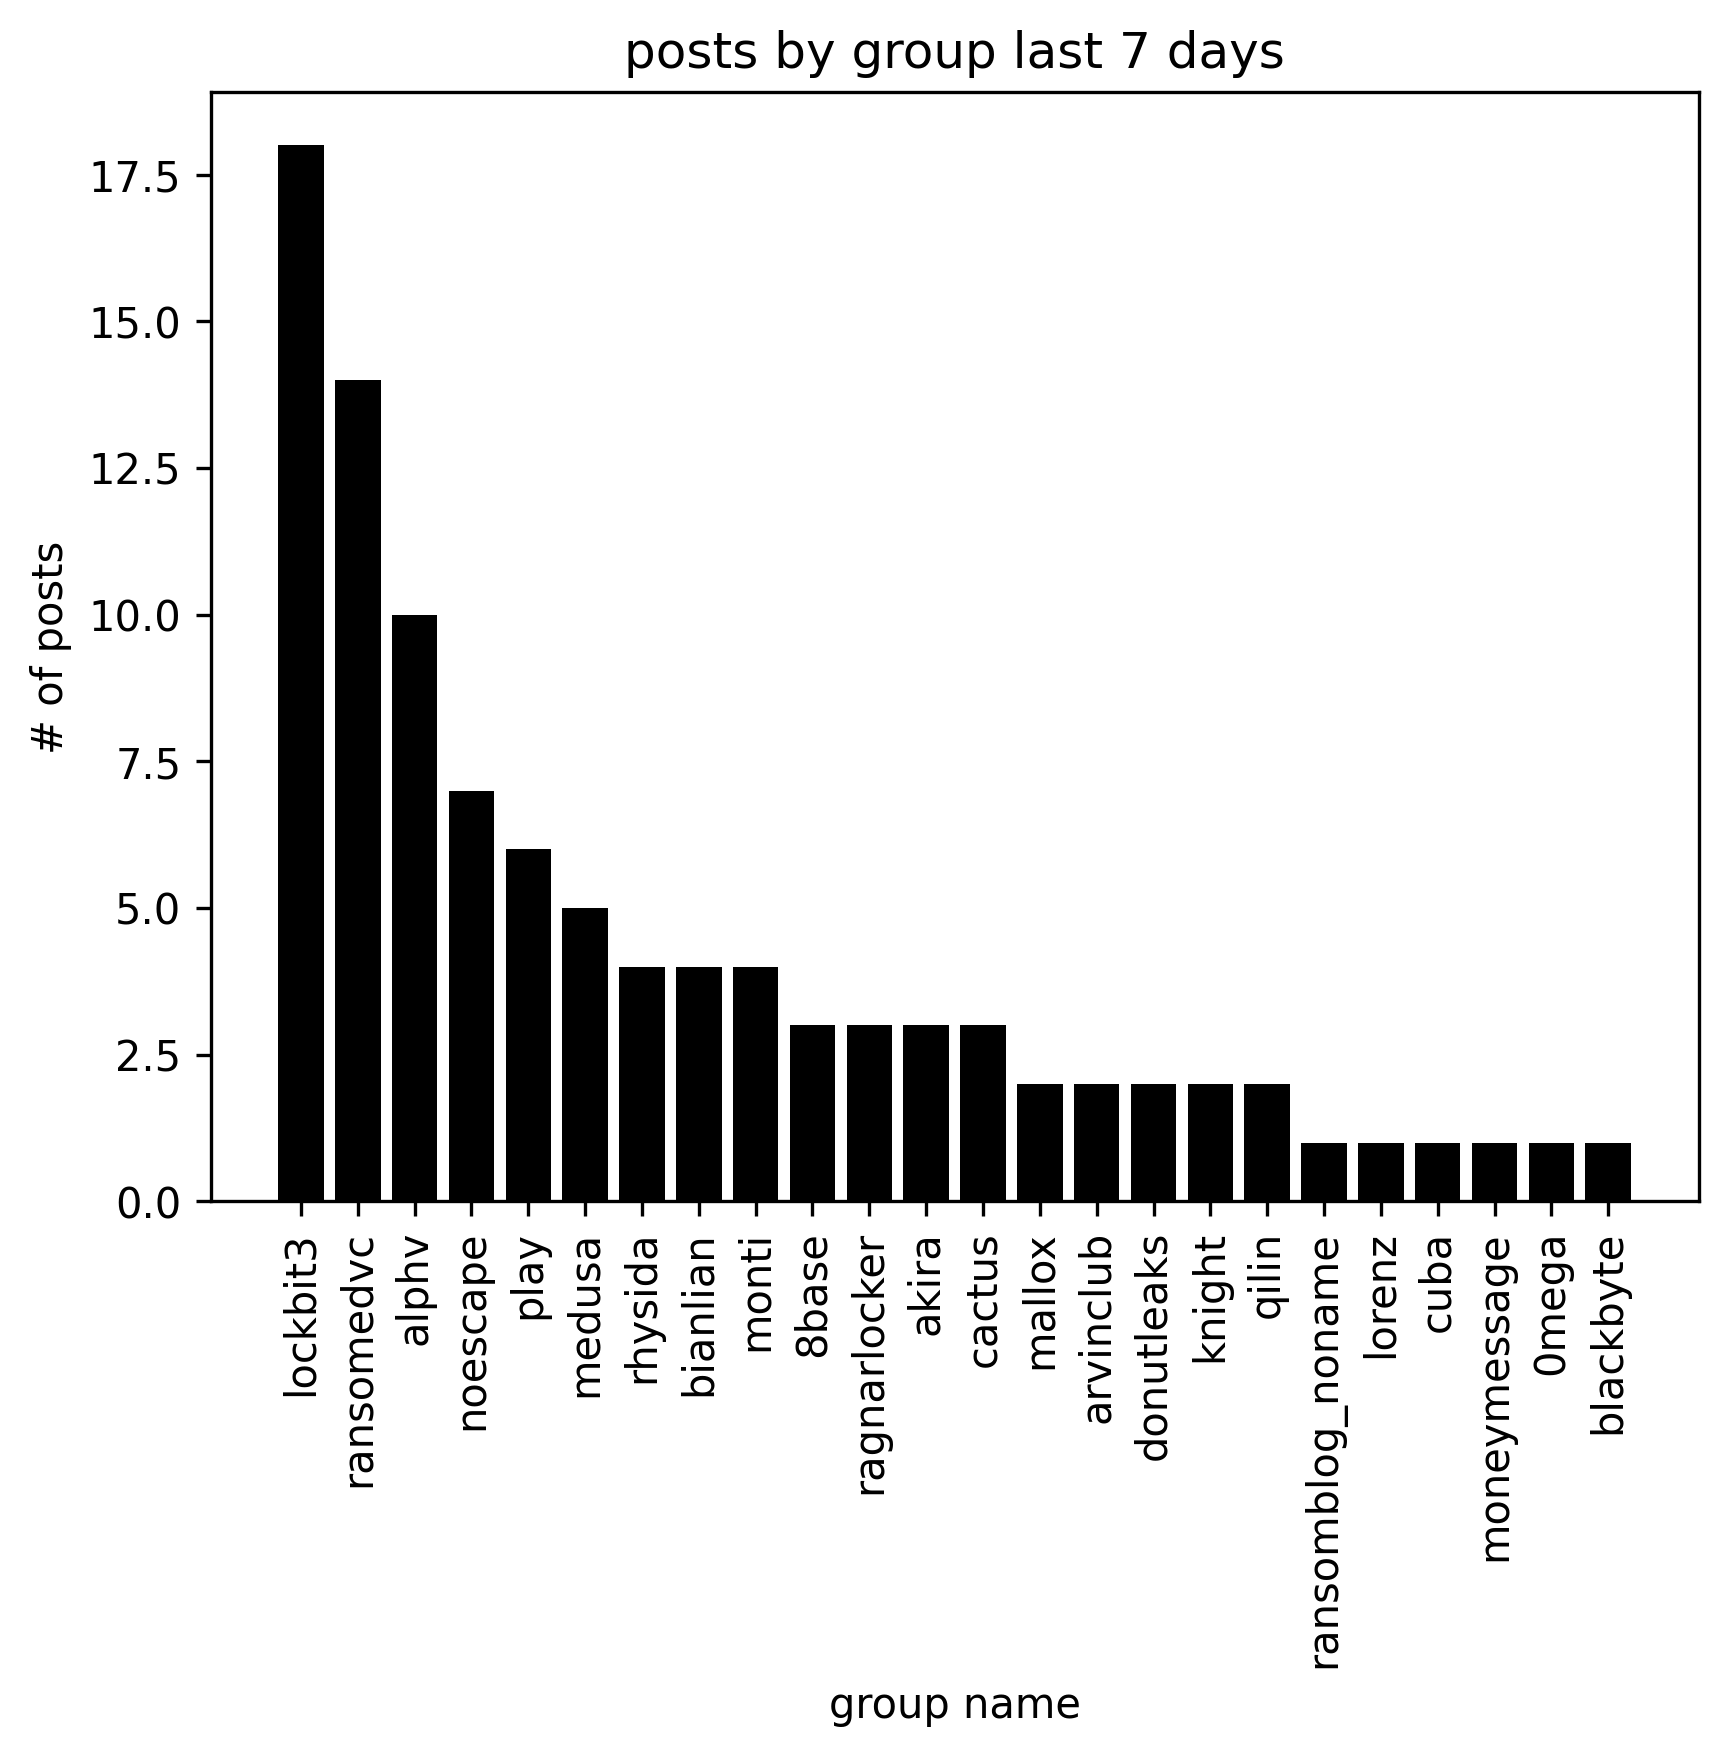 posts by group last 7 days
# of posts
17.5
15.0
12.5
10.0
7.5
5.0
2.5
0.0
lockbit3
ransomedvc
alphv
noescape
play
medusa
rhysida
bianlian
monti
8base
ragnarlocker
akira
cactus
mallox
arvinclub
donutleaks
knight
qilin
ransomblog_noname
lorenz
cuba
moneymessage
0mega
blackbyte
group name